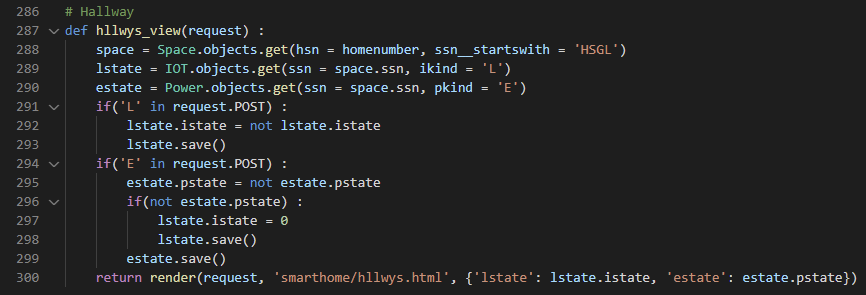 286 # Hallway
287 def hllwys_view(request) :
288     space = Space.objects.get(hsn = homenumber, ssn__startswith = 'HSGL')
289     lstate = IOT.objects.get(ssn = space.ssn, ikind = 'L')
290     estate = Power.objects.get(ssn = space.ssn, pkind = 'E')
291     if('L' in request.POST) :
292         lstate.istate = not lstate.istate
293         lstate.save()
294     if('E' in request.POST) :
295         estate.pstate = not estate.pstate
296         if(not estate.pstate) :
297             lstate.istate = 0
298             lstate.save()
299         estate.save()
300     return render(request, 'smarthome/hllwys.html', {'lstate': lstate.istate, 'estate': estate.pstate})